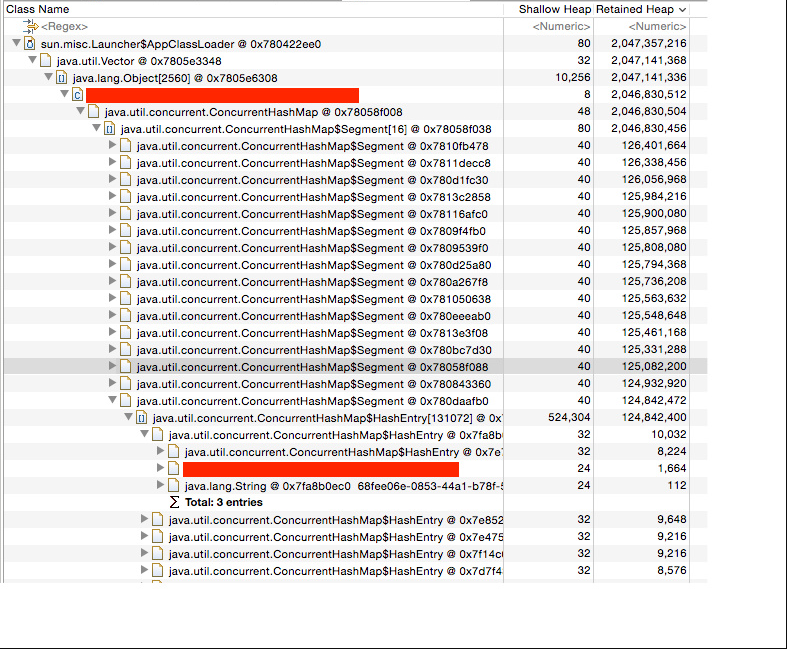 Class Name Shallow Heap Retained Heap
<Regex> <Numeric> <Numeric>
sun.misc.Launcher$AppClassLoader @ 0x780422ee0 80 2,047,357,216
java.util.Vector @ 0x7805e3348 32 2,047,141,368
java.lang.Object[2560] @ 0x7805e6308 10,256 2,047,141,336
8 2,046,830,512
java.util.concurrent.ConcurrentHashMap @ 0x78058f008 48 2,046,830,504
java.util.concurrent.ConcurrentHashMap$Segment[16] @ 0x78058f038 80 2,046,830,456
java.util.concurrent.ConcurrentHashMap$Segment @ 0x7810fb478 40 126,401,664
java.util.concurrent.ConcurrentHashMap$Segment @ 0x7811decc8 40 126,338,456
java.util.concurrent.ConcurrentHashMap$Segment @ 0x780d1fc30 40 126,056,968
java.util.concurrent.ConcurrentHashMap$Segment @ 0x7813c2858 40 125,984,216
java.util.concurrent.ConcurrentHashMap$Segment @ 0x78116afc0 40 125,900,080
java.util.concurrent.ConcurrentHashMap$Segment @ 0x7809f4fb0 40 125,857,968
java.util.concurrent.ConcurrentHashMap$Segment @ 0x7809539f0 40 125,808,080
java.util.concurrent.ConcurrentHashMap$Segment @ 0x780d25a80 40 125,794,368
java.util.concurrent.ConcurrentHashMap$Segment @ 0x780a267f8 40 125,736,208
java.util.concurrent.ConcurrentHashMap$Segment @ 0x781050638 40 125,563,632
java.util.concurrent.ConcurrentHashMap$Segment @ 0x780eeeab0 40 125,548,648
java.util.concurrent.ConcurrentHashMap$Segment @ 0x7813e3f08 40 125,461,168
java.util.concurrent.ConcurrentHashMap$Segment @ 0x780bc7d30 40 125,331,288
java.util.concurrent.ConcurrentHashMap$Segment @ 0x78058f088 40 125,082,200
java.util.concurrent.ConcurrentHashMap$Segment @ 0x780843360 40 124,932,920
java.util.concurrent.ConcurrentHashMap$Segment @ 0x780daafb0 40 124,842,472
java.util.concurrent.ConcurrentHashMap$HashEntry[131072] @ 0x 524,304 124,842,400
java.util.concurrent.ConcurrentHashMap$HashEntry @ 0x7fa8b 32 10,032
java.util.concurrent.ConcurrentHashMap$HashEntry @ 0x7e 32 8,224
24 1,664
java.lang.String @ 0x7fa8b0ec0 68fee06e-0853-44a1-b78f- 24 112
Total: 3 entries
java.util.concurrent.ConcurrentHashMap$HashEntry @ 0x7e852 32 9,648
java.util.concurrent.ConcurrentHashMap$HashEntry @ 0x7e475 32 9,216
java.util.concurrent.ConcurrentHashMap$HashEntry @ 0x7f14c 32 9,216
java.util.concurrent.ConcurrentHashMap$HashEntry @ 0x7d7f4 32 8,576